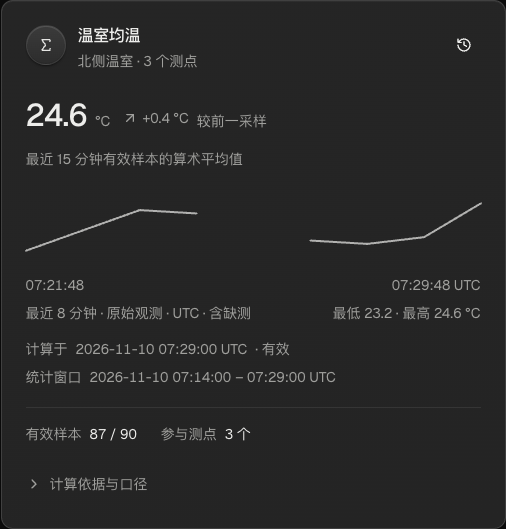 Σ
温室均温
北侧温室 · 3 个测点
24.6 °C ↗ +0.4 °C 较前一采样
最近 15 分钟有效样本的算术平均值
07:21:48 07:29:48 UTC
最近 8 分钟 · 原始观测 · UTC · 含缺测 最低 23.2 · 最高 24.6 °C
计算于 2026-11-10 07:29:00 UTC · 有效
统计窗口 2026-11-10 07:14:00 – 07:29:00 UTC
有效样本 87 / 90 参与测点 3 个
计算依据与口径